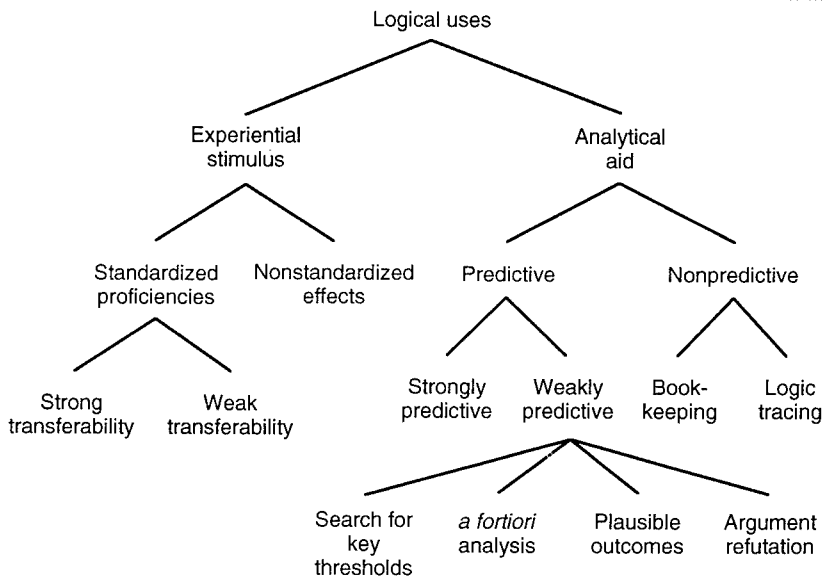 Logical uses
Experiential
stimulus
Analytical
aid
Standardized
proficiencies
Nonstandardized
effects
Predictive
Nonpredictive
Strong
transferability
Weak
transferability
Strongly
predictive
Weakly
predictive
Book-
keeping
Logic
tracing
Search for
key
thresholds
a fortiori
analysis
Plausible
outcomes
Argument
refutation